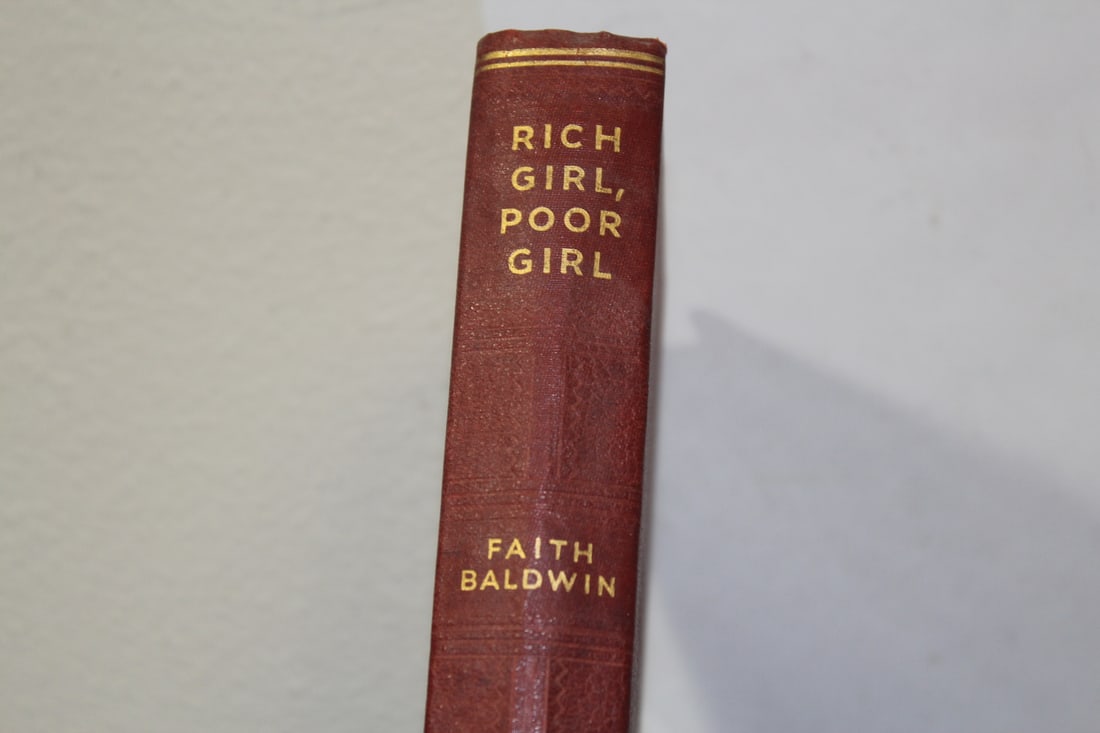 RICH
GIRL,
POOR
GIRL
FAITH
BALDWIN